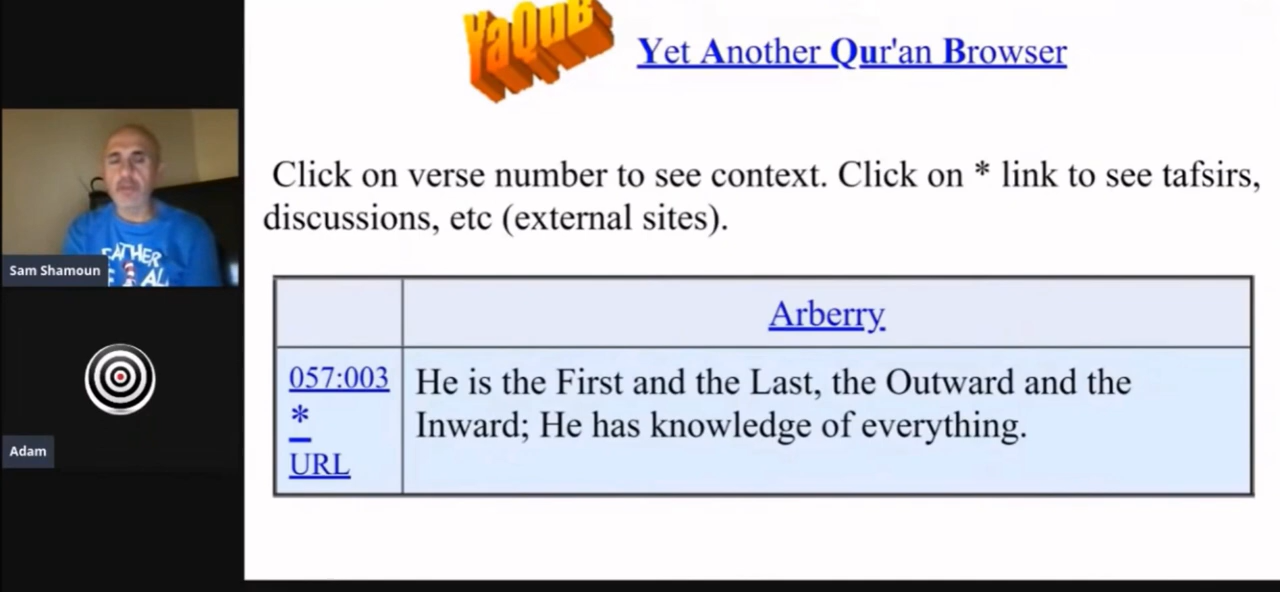 YaQuB
Yet Another Qur'an Browser
Click on verse number to see context. Click on * link to see tafsirs,
discussions, etc (external sites).
Arberry
057:003
*
URL
He is the First and the Last, the Outward and the
Inward; He has knowledge of everything.
FATHER
AL
Sam Shamoun
Adam